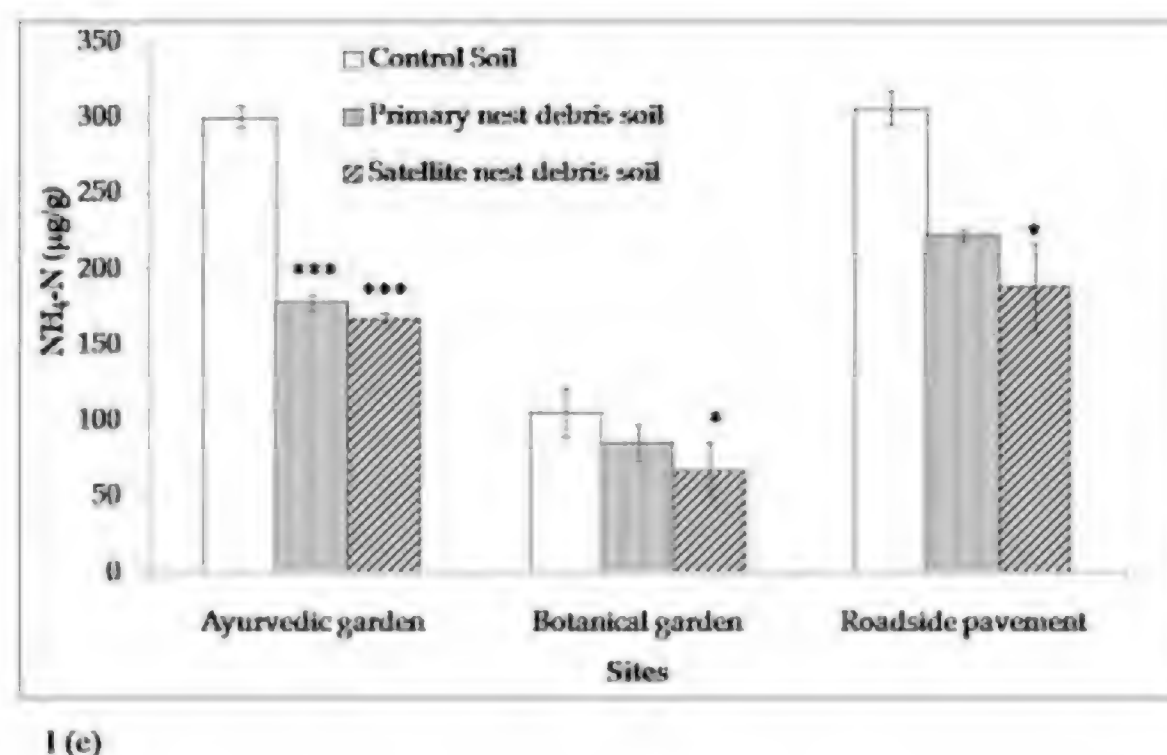 350
300
250
200
150
100
50
0
NH₄-N (µg/g)
Control Soil
Primary nest debris soil
Satellite nest debris soil
***
***
*
*
Ayurvedic garden
Botanical garden
Roadside pavement
Sites
1 (e)